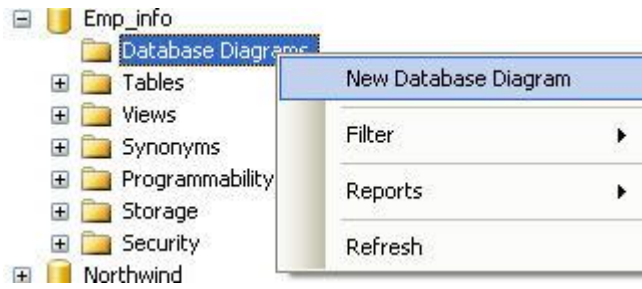 Emp_info
Database Diagrams
Tables
Views
Synonyms
Programmability
Storage
Security
Northwind
New Database Diagram
Filter
Reports
Refresh